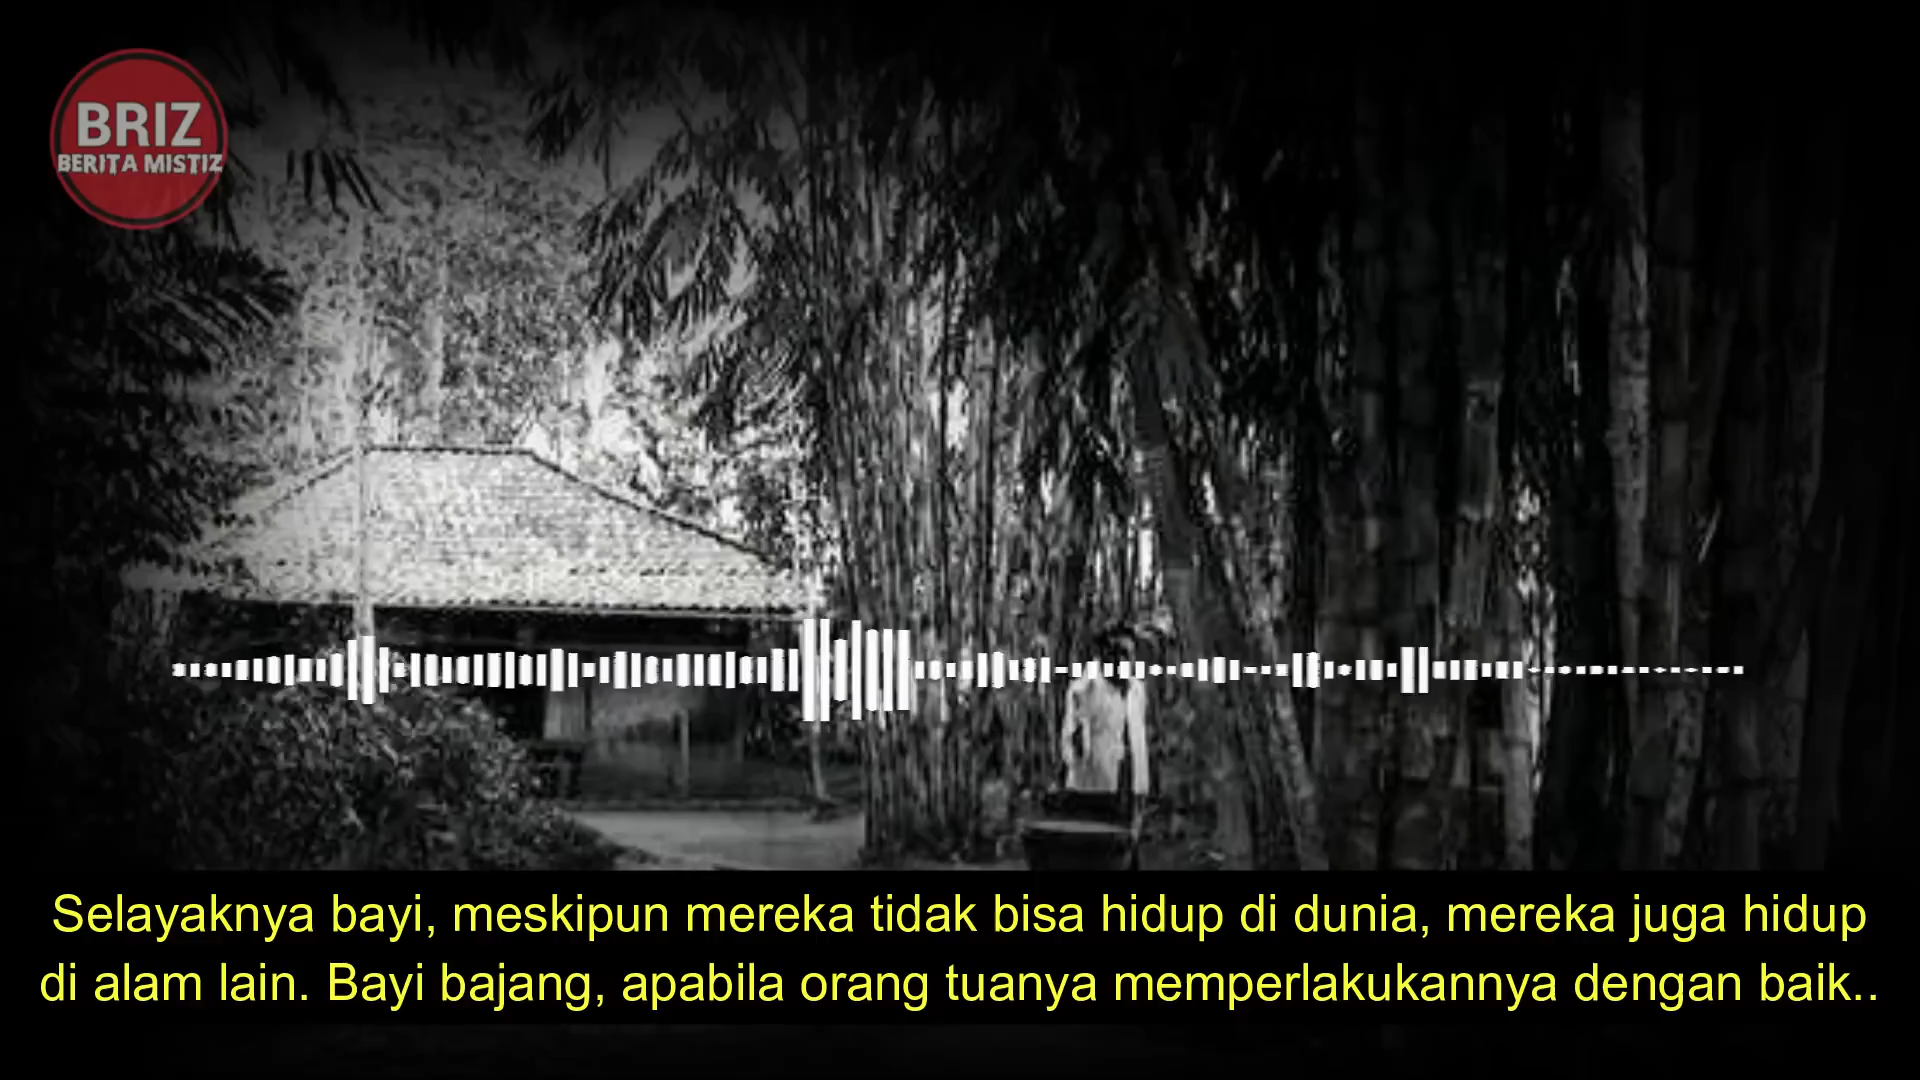 BRIZ
BERITA MISTIZ
Selayaknya bayi, meskipun mereka tidak bisa hidup di dunia, mereka juga hidup
di alam lain. Bayi bajang, apabila orang tuanya memperlakukannya dengan baik..